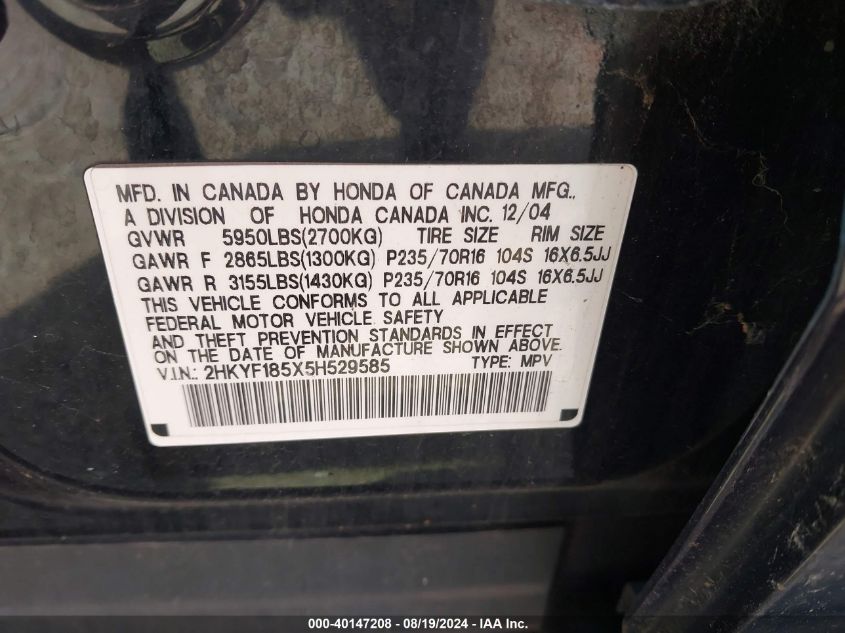 MFD. IN CANADA BY HONDA OF CANADA MFG.,
A DIVISION OF HONDA CANADA INC. 12/04
GVWR 5950LBS(2700KG) TIRE SIZE RIM SIZE
GAWR F 2865LBS(1300KG) P235/70R16 104S 16X6.5JJ
GAWR R 3155LBS(1430KG) P235/70R16 104S 16X6.5JJ
THIS VEHICLE CONFORMS TO ALL APPLICABLE
FEDERAL MOTOR VEHICLE SAFETY
AND THEFT PREVENTION STANDARDS IN EFFECT
ON THE DATE OF MANUFACTURE SHOWN ABOVE.
V.I.N.: 2HKYF185X5H529585 TYPE: MPV
000-40147208 - 08/19/2024 - IAA Inc.